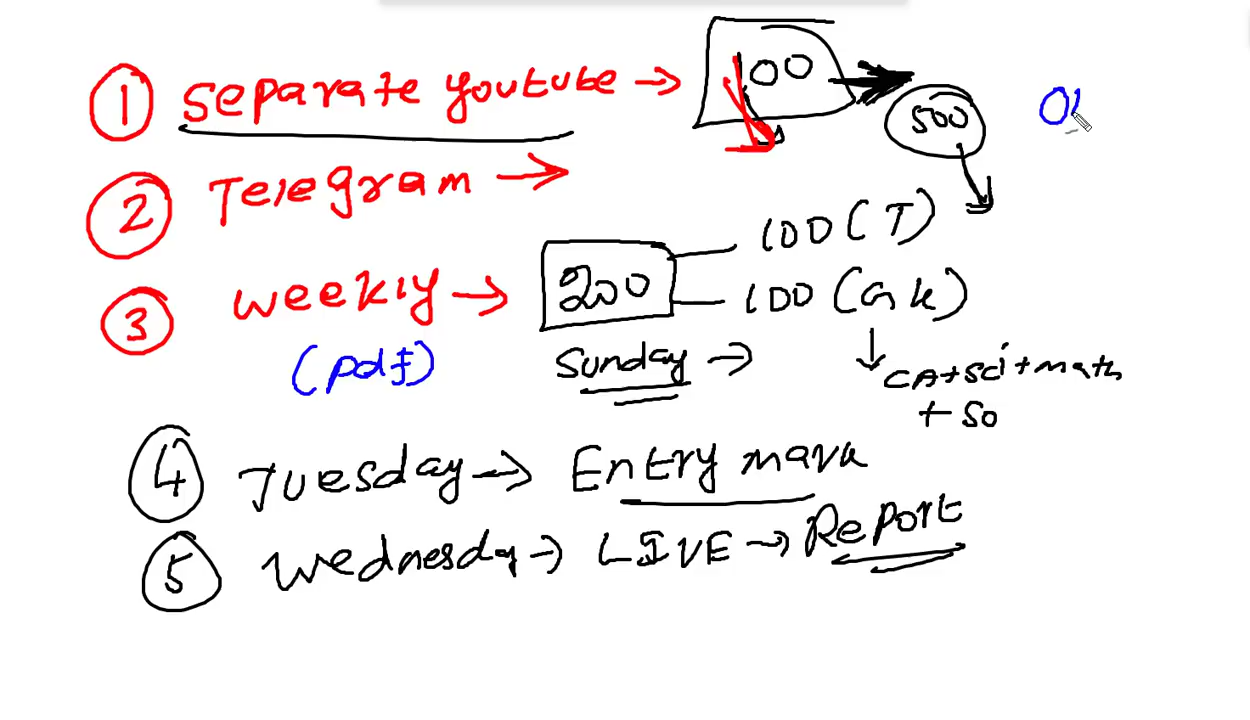 1 Separate youtube → 100 → 500
2 Telegram →
3 weekly → 200 100 (T)
100 (GK)
(pdf) Sunday → CA+Sci+math
+ So
4 Tuesday → Entry mark
5 Wednesday → LIVE → Report